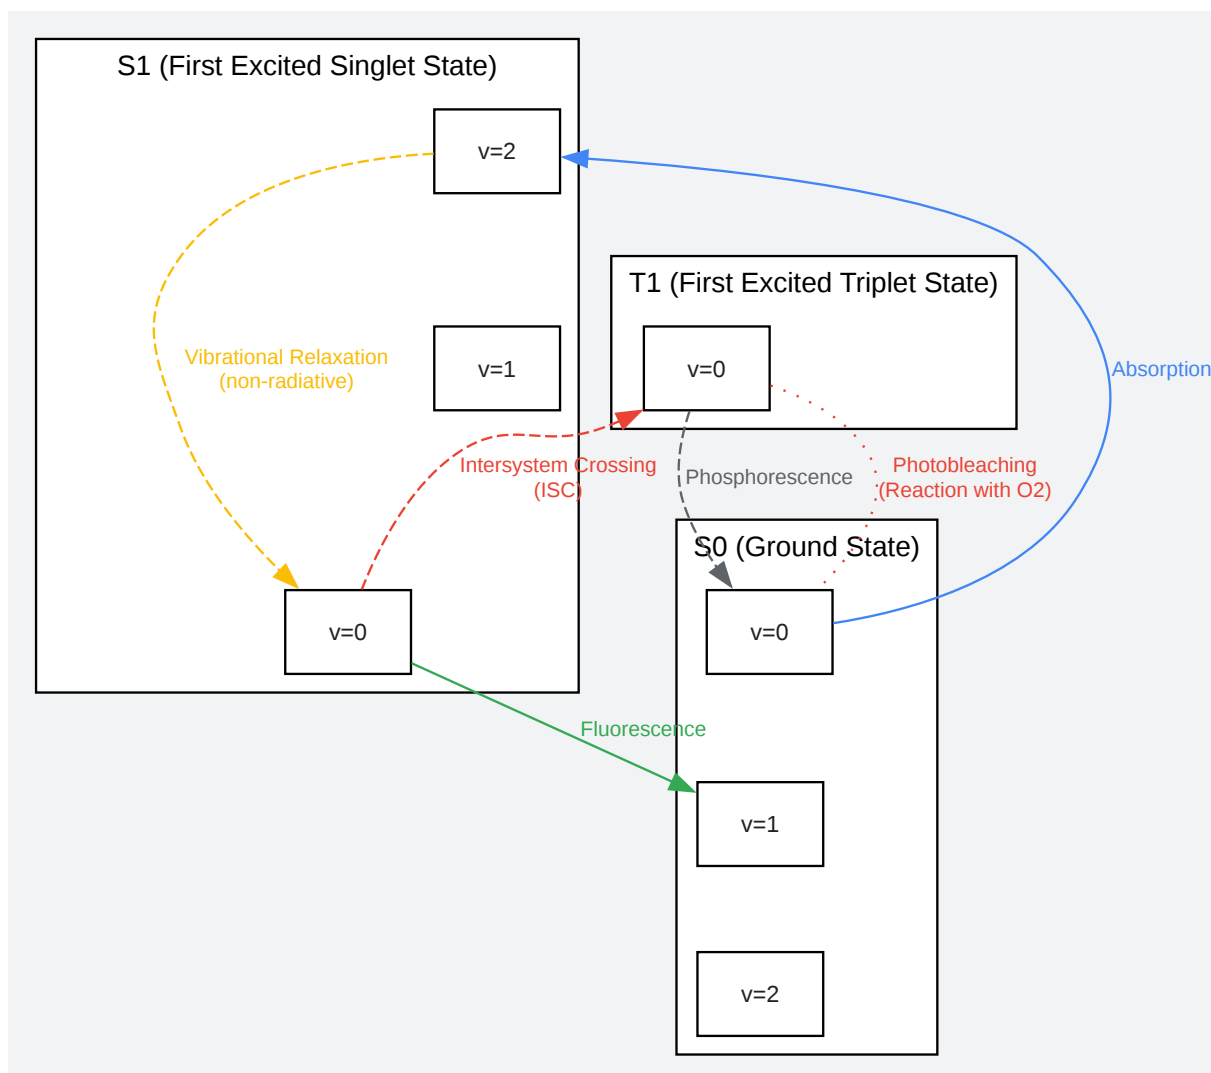 S1 (First Excited Singlet State)
v=2
T1 (First Excited Triplet State)
Vibrational Relaxation
(non-radiative)
v=1
v=0
Absorption
Intersystem Crossing
(ISC)
Phosphorescence
Photobleaching
(Reaction with O2)
S0 (Ground State)
v=0
v=0
Fluorescence
v=1
v=2